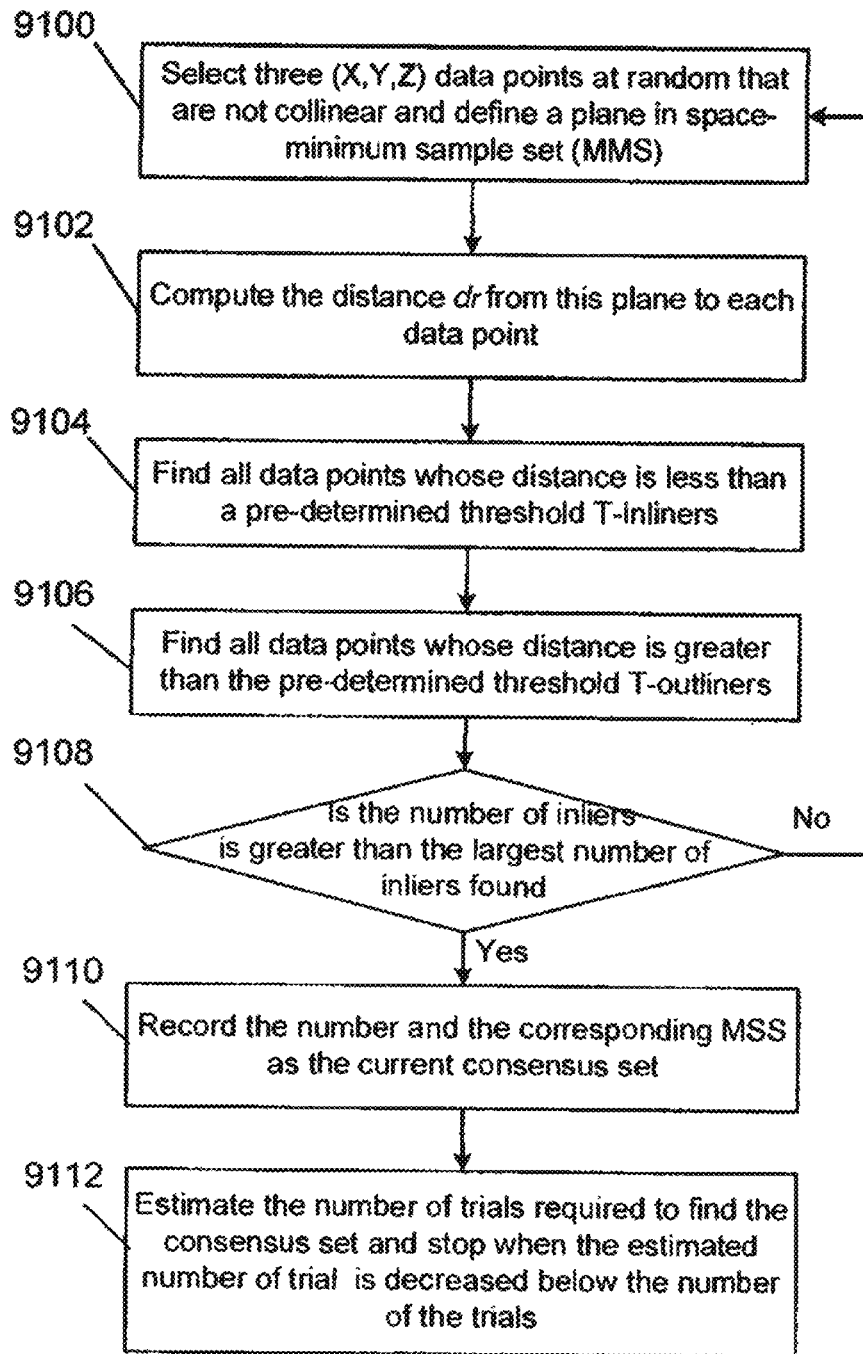 9100
Select three (X,Y,Z) data points at random that
are not collinear and define a plane in space-
minimum sample set (MMS)
9102
Compute the distance dr from this plane to each
data point
9104
Find all data points whose distance is less than
a pre-determined threshold T-inliners
9106
Find all data points whose distance is greater
than the pre-determined threshold T-outliners
9108
Is the number of inliers
is greater than the largest number of
inliers found
No
Yes
9110
Record the number and the corresponding MSS
as the current consensus set
9112
Estimate the number of trials required to find the
consensus set and stop when the estimated
number of trial is decreased below the number
of the trials